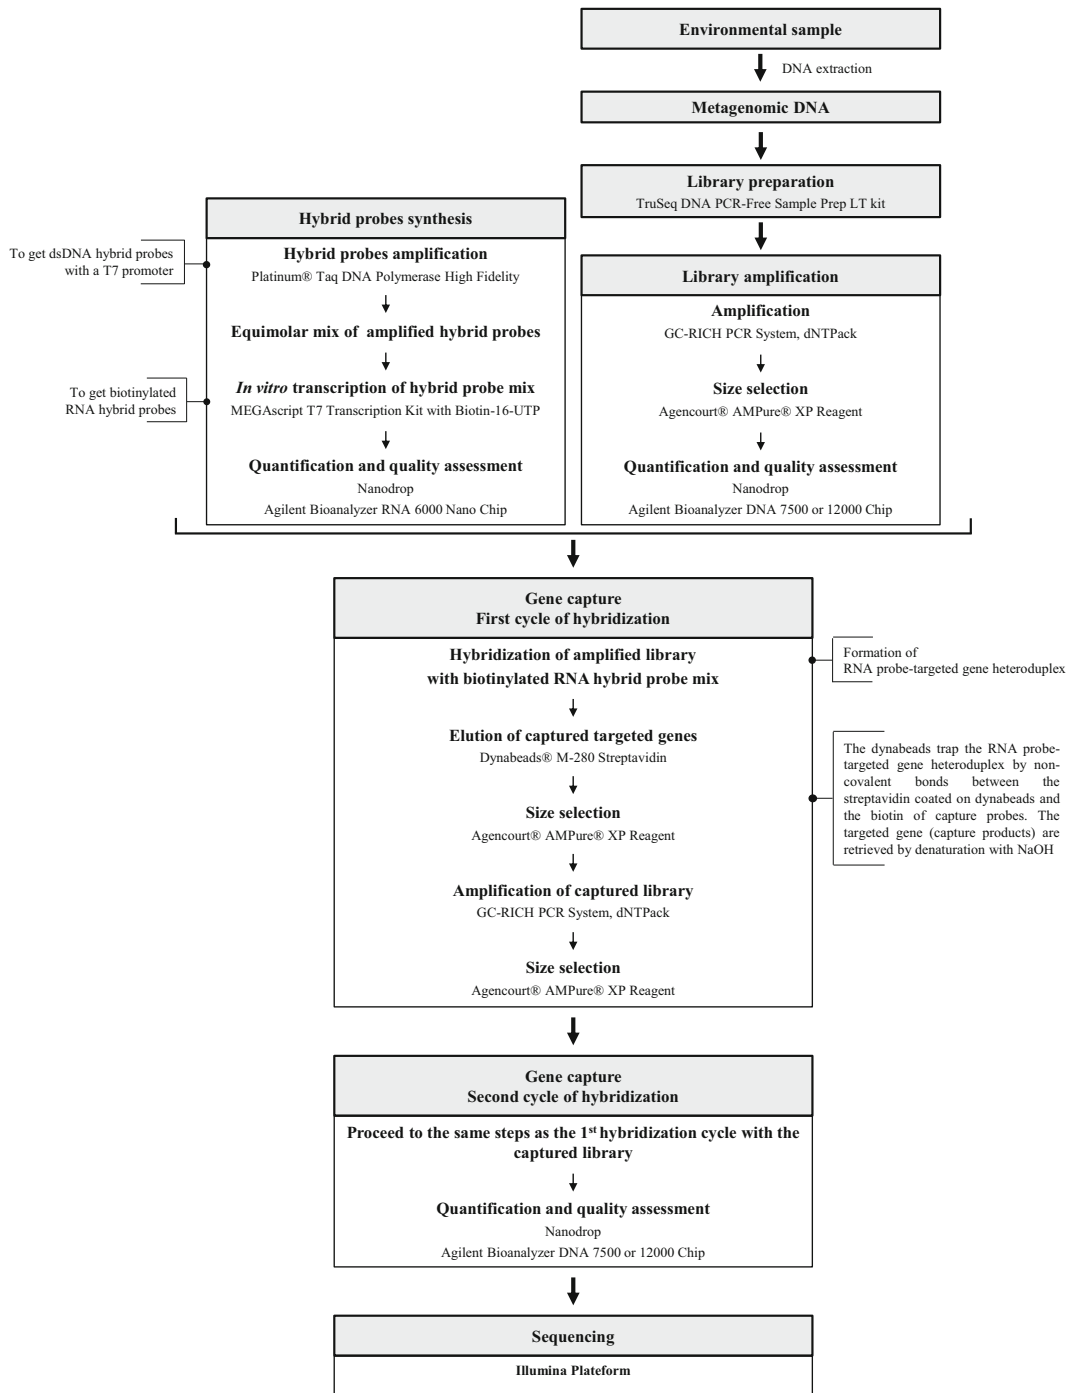 Environmental sample
DNA extraction
Metagenomic DNA
Library preparation
TruSeq DNA PCR-Free Sample Prep LT kit
Hybrid probes synthesis
To get dsDNA hybrid probes
with a T7 promoter
Hybrid probes amplification
Platinum® Taq DNA Polymerase High Fidelity
Equimolar mix of amplified hybrid probes
To get biotinylated
RNA hybrid probes
In vitro transcription of hybrid probe mix
MEGAscript T7 Transcription Kit with Biotin-16-UTP
Quantification and quality assessment
Nanodrop
Agilent Bioanalyzer RNA 6000 Nano Chip
Library amplification
Amplification
GC-RICH PCR System, dNTPack
Size selection
Agencourt® AMPure® XP Reagent
Quantification and quality assessment
Nanodrop
Agilent Bioanalyzer DNA 7500 or 12000 Chip
Gene capture
First cycle of hybridization
Hybridization of amplified library
with biotinylated RNA hybrid probe mix
Formation of
RNA probe-targeted gene heteroduplex
Elution of captured targeted genes
Dynabeads® M-280 Streptavidin
The dynabeads trap the RNA probe-
targeted gene heteroduplex by non-
covalent bonds between the
streptavidin coated on dynabeads and
the biotin of capture probes. The
targeted gene (capture products) are
retrieved by denaturation with NaOH
Size selection
Agencourt® AMPure® XP Reagent
Amplification of captured library
GC-RICH PCR System, dNTPack
Size selection
Agencourt® AMPure® XP Reagent
Gene capture
Second cycle of hybridization
Proceed to the same steps as the 1st hybridization cycle with the
captured library
Quantification and quality assessment
Nanodrop
Agilent Bioanalyzer DNA 7500 or 12000 Chip
Sequencing
Illumina Plateform